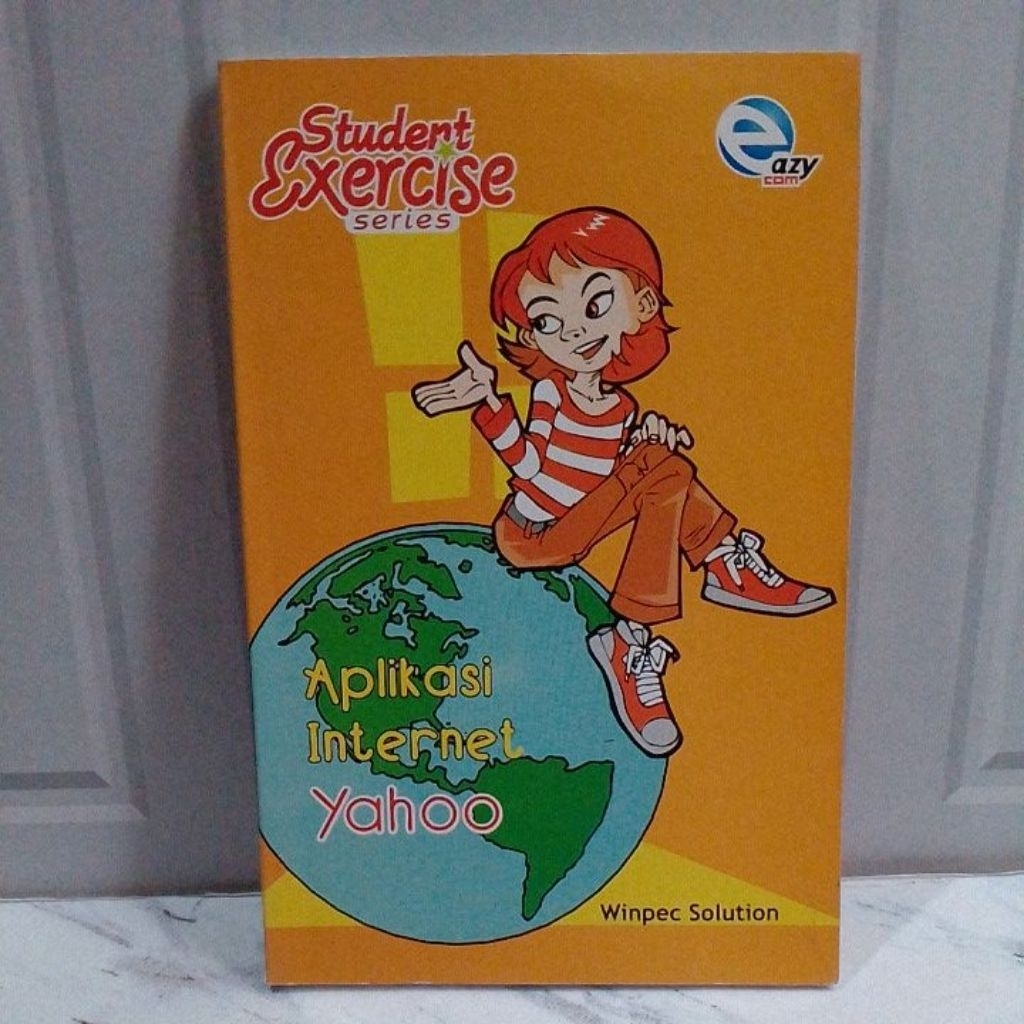 Student
Exercise
series
eazy
com
Aplikasi
Internet
Yahoo
Winpec Solution